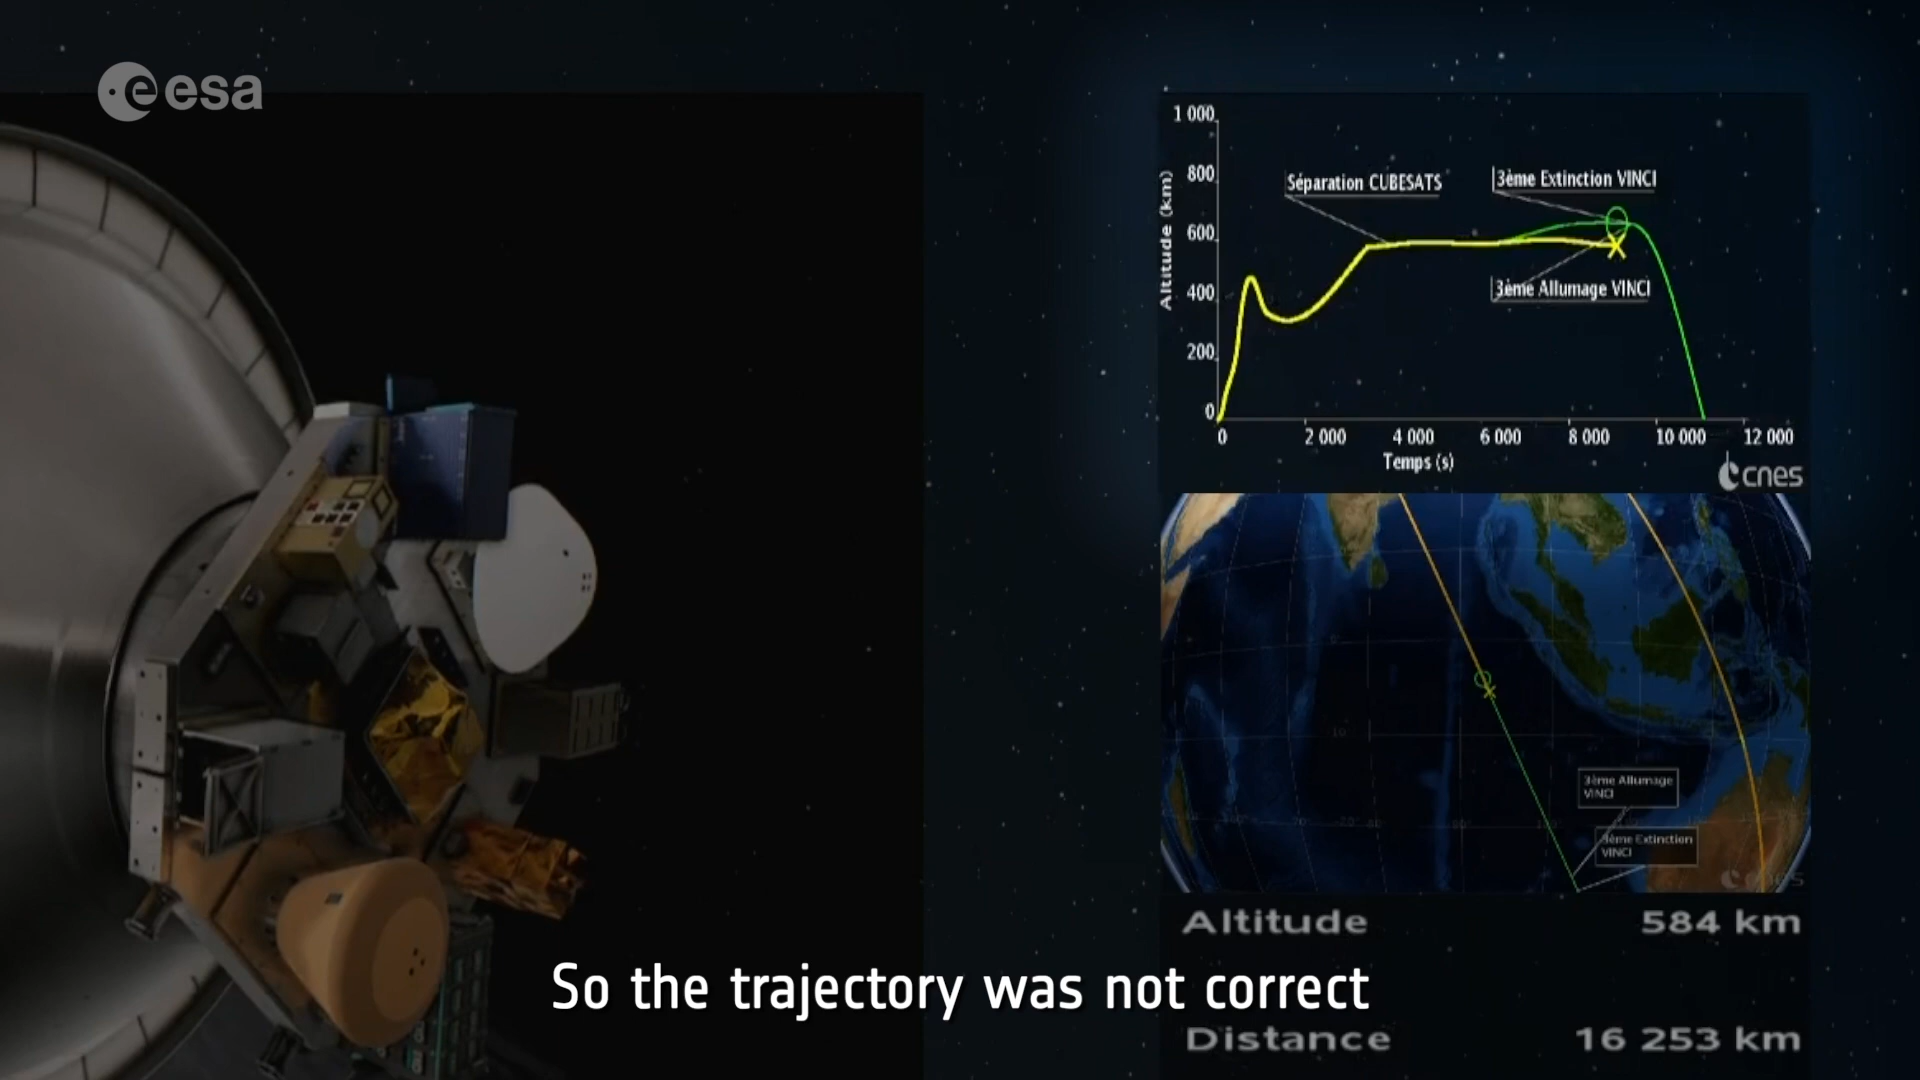 esa
1 000
800
600
400
200
0
Altitude (km)
Séparation CUBESATS
3ème Extinction VINCI
3ème Allumage VINCI
0 2 000 4 000 6 000 8 000 10 000 12 000
Temps (s)
cnes
3ème Allumage
VINCI
3ème Extinction
VINCI
cnes
Altitude 584 km
So the trajectory was not correct
Distance 16 253 km